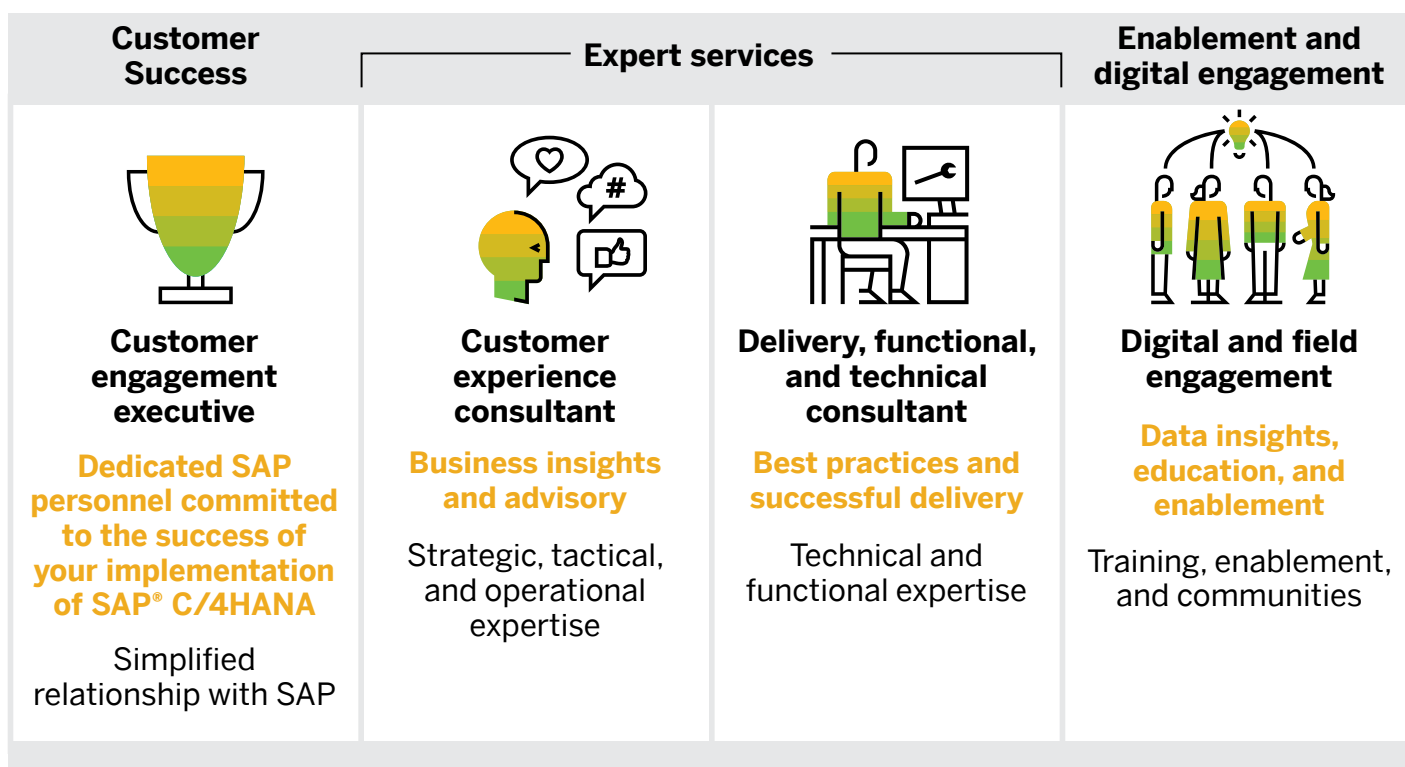 Customer
Success
Expert services
Enablement and
digital engagement
#
Customer
engagement
executive
Dedicated SAP
personnel committed
to the success of
your implementation
of SAP® C/4HANA
Simplified
relationship with SAP
Customer
experience
consultant
Business insights
and advisory
Strategic, tactical,
and operational
expertise
Delivery, functional,
and technical
consultant
Best practices and
successful delivery
Technical and
functional expertise
Digital and field
engagement
Data insights,
education, and
enablement
Training, enablement,
and communities